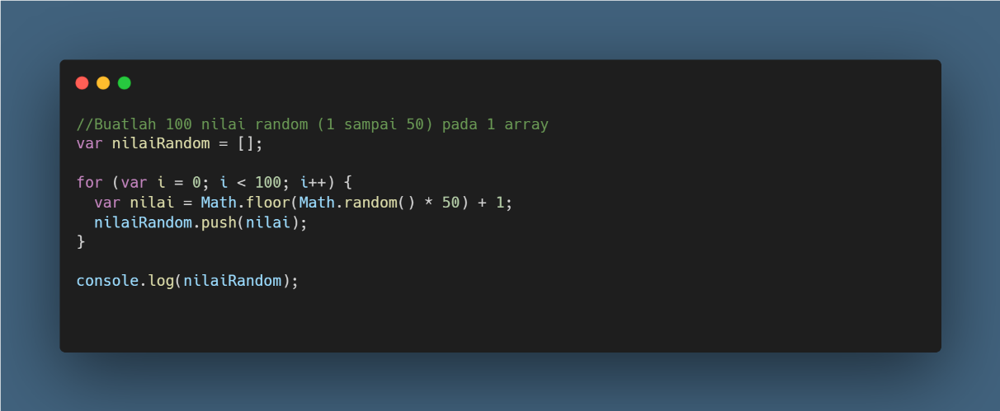 //Buatlah 100 nilai random (1 sampai 50) pada 1 array
var nilaiRandom = [];
for (var i = 0; i < 100; i++) {
  var nilai = Math.floor(Math.random() * 50) + 1;
  nilaiRandom.push(nilai);
}
console.log(nilaiRandom);